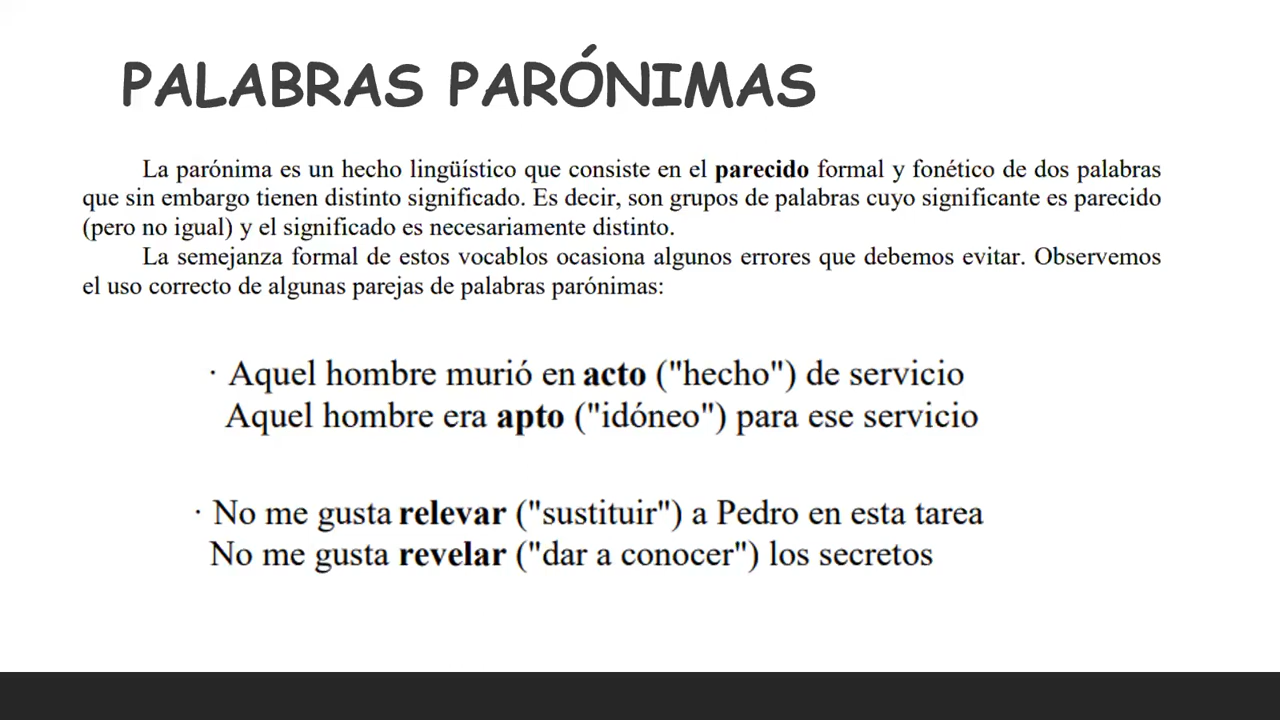 PALABRAS PARÓNIMAS
La parónima es un hecho lingüístico que consiste en el parecido formal y fonético de dos palabras
que sin embargo tienen distinto significado. Es decir, son grupos de palabras cuyo significante es parecido
(pero no igual) y el significado es necesariamente distinto.
La semejanza formal de estos vocablos ocasiona algunos errores que debemos evitar. Observemos
el uso correcto de algunas parejas de palabras parónimas:
· Aquel hombre murió en acto ("hecho") de servicio
Aquel hombre era apto ("idóneo") para ese servicio
· No me gusta relevar ("sustituir") a Pedro en esta tarea
No me gusta revelar ("dar a conocer") los secretos